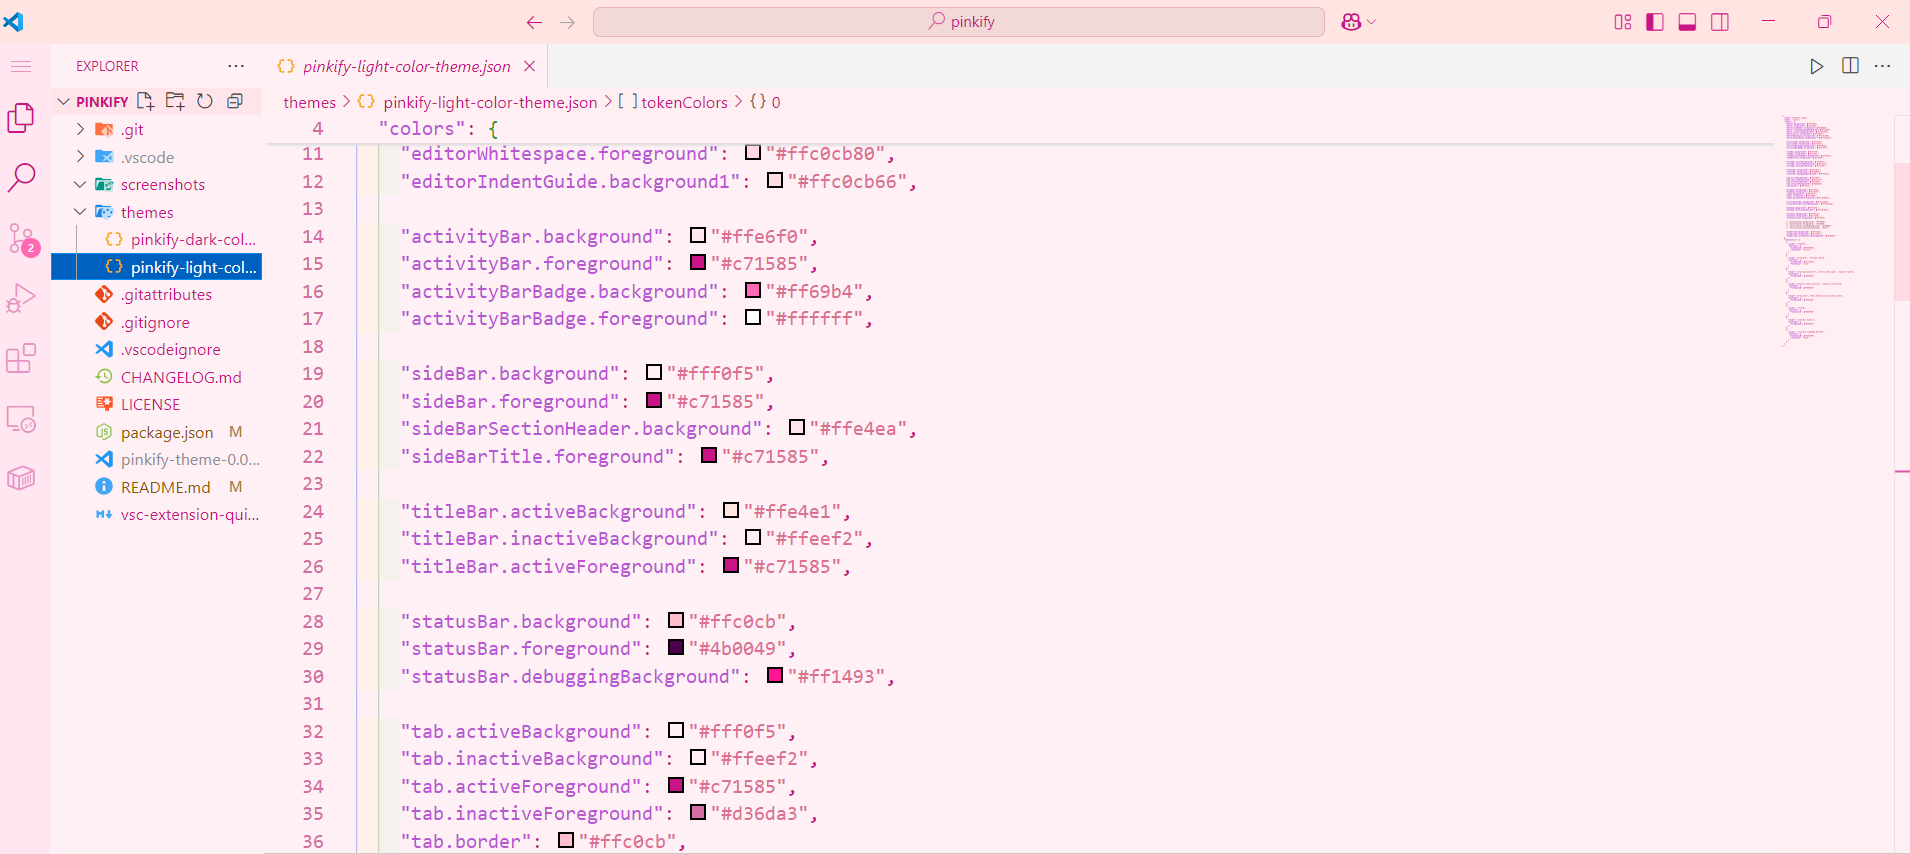 pinkify
EXPLORER
pinkify-light-color-theme.json
PINKIFY
themes > pinkify-light-color-theme.json > [ ] tokenColors > {} 0
.git
.vscode
screenshots
themes
{} pinkify-dark-col...
{} pinkify-light-col...
.gitattributes
.gitignore
.vscodeignore
CHANGELOG.md
LICENSE
package.json M
pinkify-theme-0.0...
README.md M
vsc-extension-qui...
2
4 "colors": {
11 "editorWhitespace.foreground": "#ffc0cb80",
12 "editorIndentGuide.background1": "#ffc0cb66",
13
14 "activityBar.background": "#ffe6f0",
15 "activityBar.foreground": "#c71585",
16 "activityBarBadge.background": "#ff69b4",
17 "activityBarBadge.foreground": "#ffffff",
18
19 "sideBar.background": "#fff0f5",
20 "sideBar.foreground": "#c71585",
21 "sideBarSectionHeader.background": "#ffe4ea",
22 "sideBarTitle.foreground": "#c71585",
23
24 "titleBar.activeBackground": "#ffe4e1",
25 "titleBar.inactiveBackground": "#ffeef2",
26 "titleBar.activeForeground": "#c71585",
27
28 "statusBar.background": "#ffc0cb",
29 "statusBar.foreground": "#4b0049",
30 "statusBar.debuggingBackground": "#ff1493",
31
32 "tab.activeBackground": "#fff0f5",
33 "tab.inactiveBackground": "#ffeef2",
34 "tab.activeForeground": "#c71585",
35 "tab.inactiveForeground": "#d36da3",
36 "tab.border": "#ffc0cb",